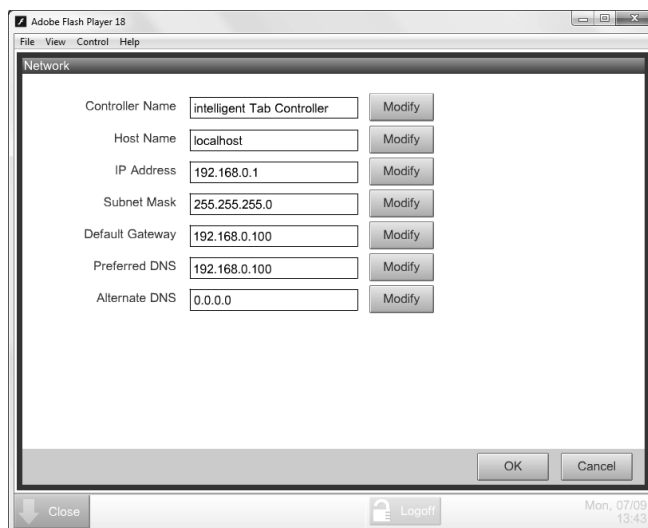 Adobe Flash Player 18
File View Control Help
Network
Controller Name intelligent Tab Controller Modify
Host Name localhost Modify
IP Address 192.168.0.1 Modify
Subnet Mask 255.255.255.0 Modify
Default Gateway 192.168.0.100 Modify
Preferred DNS 192.168.0.100 Modify
Alternate DNS 0.0.0.0 Modify
OK Cancel
Close Logoff Mon, 07/09
13:43